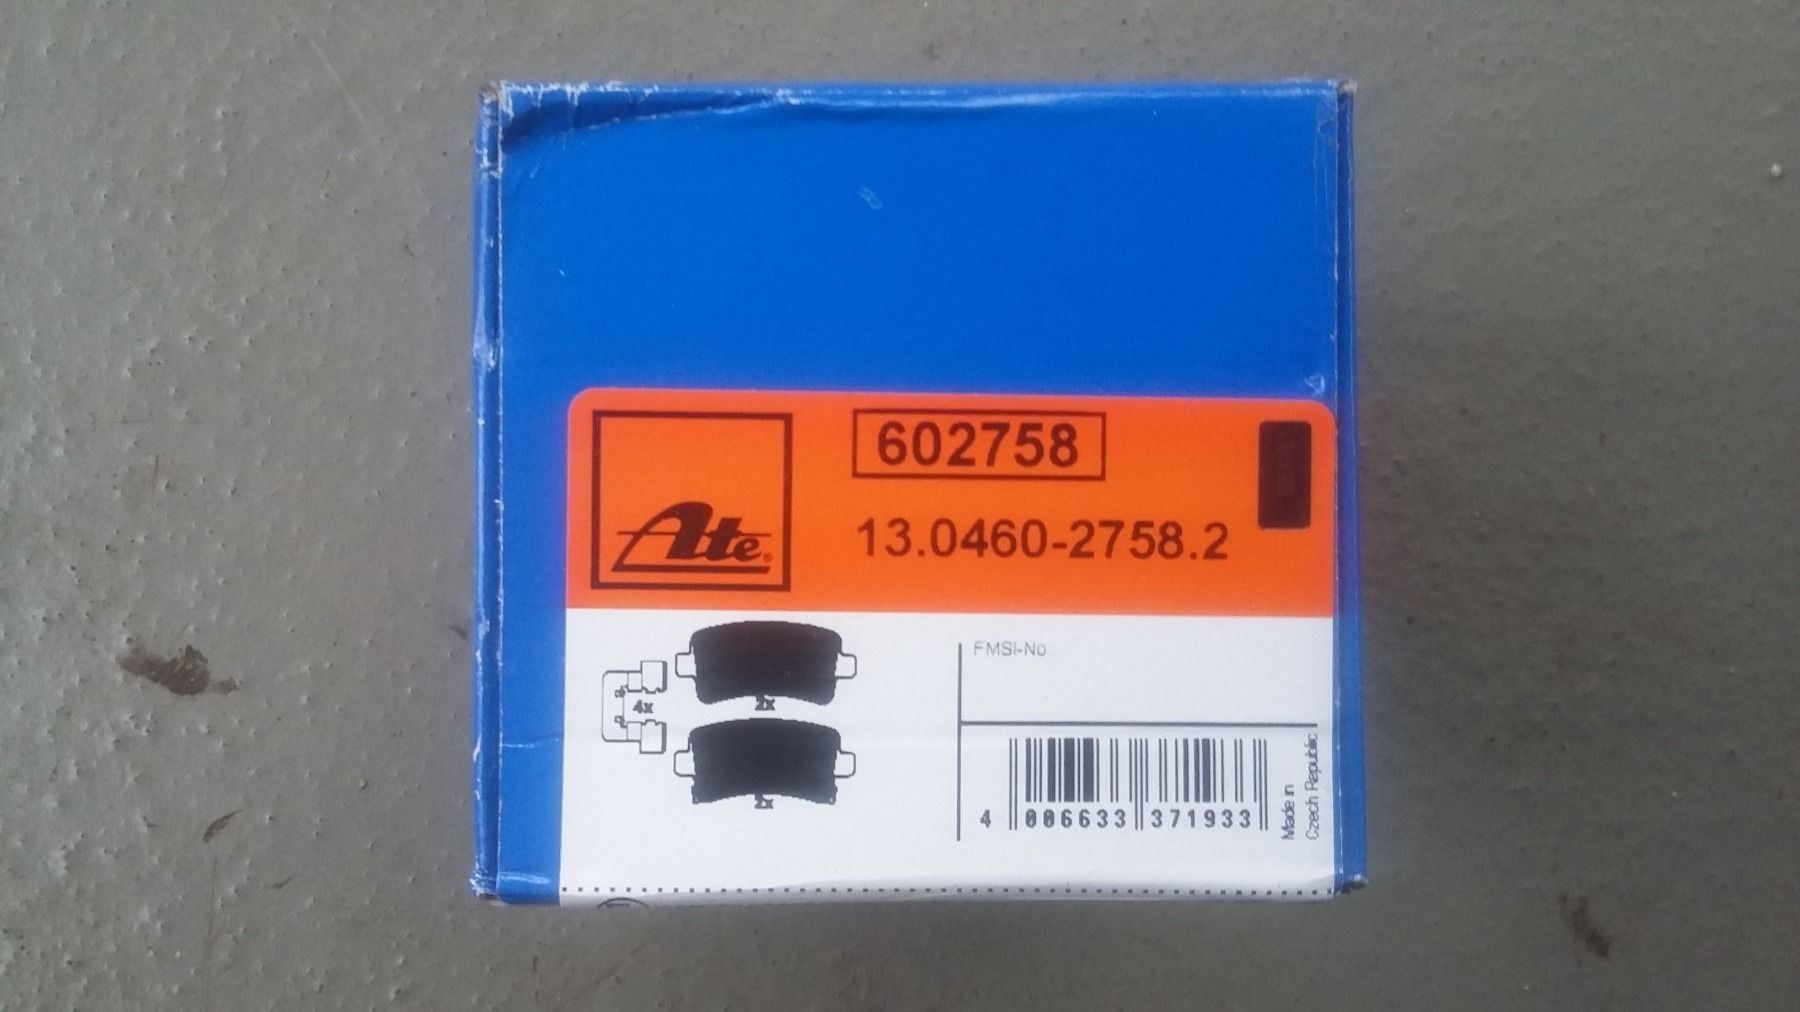 Ate®
602758
13.0460-2758.2
4x
2x
2x
FMSI-No
4 006633 371933
Made in
Czech Republic